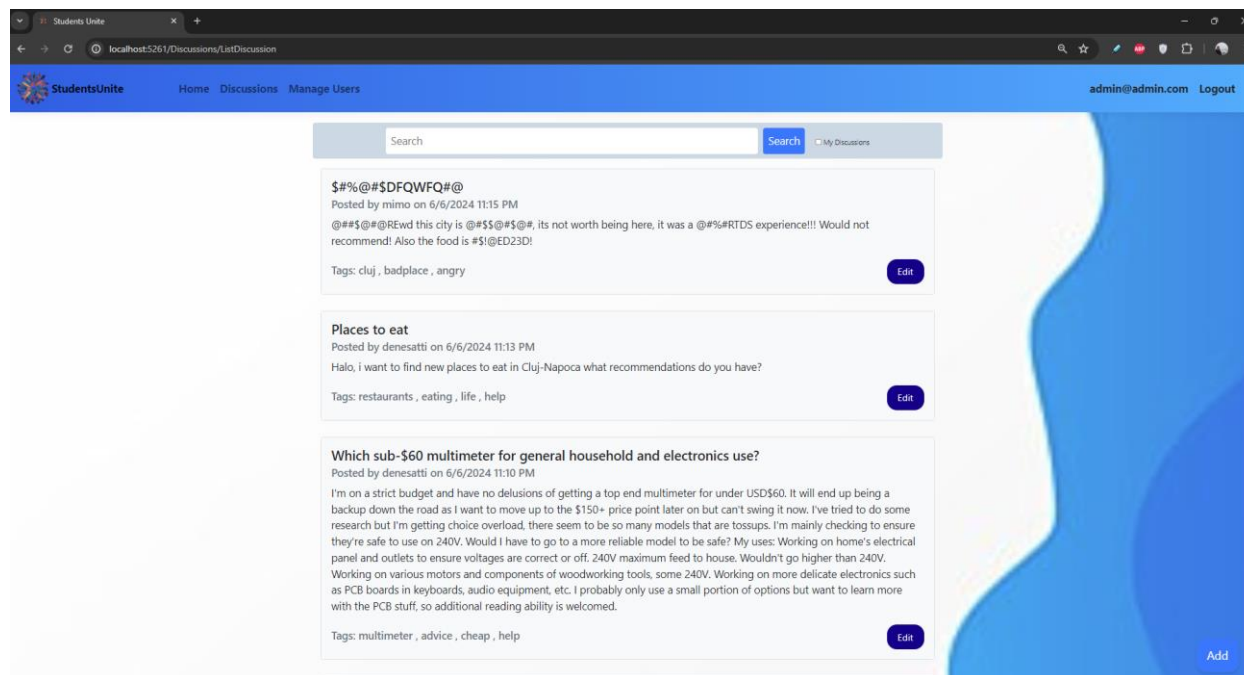 Students Unite
localhost:5261/Discussions/ListDiscussion
ABP
StudentsUnite Home Discussions Manage Users admin@admin.com Logout
Search Search My Discussions
$#%@#$DFQWFQ#@
Posted by mimo on 6/6/2024 11:15 PM
@##$@#@REwd this city is @#$$@#$@#, its not worth being here, it was a @#%#RTDS experience!!! Would not
recommend! Also the food is #$!@ED23D!
Tags: cluj , badplace , angry
Edit
Places to eat
Posted by denesatti on 6/6/2024 11:13 PM
Halo, i want to find new places to eat in Cluj-Napoca what recommendations do you have?
Tags: restaurants , eating , life , help
Edit
Which sub-$60 multimeter for general household and electronics use?
Posted by denesatti on 6/6/2024 11:10 PM
I'm on a strict budget and have no delusions of getting a top end multimeter for under USD$60. It will end up being a
backup down the road as I want to move up to the $150+ price point later on but can't swing it now. I've tried to do some
research but I'm getting choice overload, there seem to be so many models that are tossups. I'm mainly checking to ensure
they're safe to use on 240V. Would I have to go to a more reliable model to be safe? My uses: Working on home's electrical
panel and outlets to ensure voltages are correct or off. 240V maximum feed to house. Wouldn't go higher than 240V.
Working on various motors and components of woodworking tools, some 240V. Working on more delicate electronics such
as PCB boards in keyboards, audio equipment, etc. I probably only use a small portion of options but want to learn more
with the PCB stuff, so additional reading ability is welcomed.
Tags: multimeter , advice , cheap , help
Edit
Add